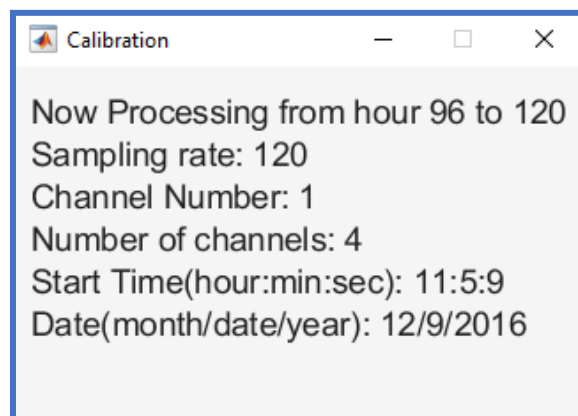 Calibration
Now Processing from hour 96 to 120
Sampling rate: 120
Channel Number: 1
Number of channels: 4
Start Time(hour:min:sec): 11:5:9
Date(month/date/year): 12/9/2016